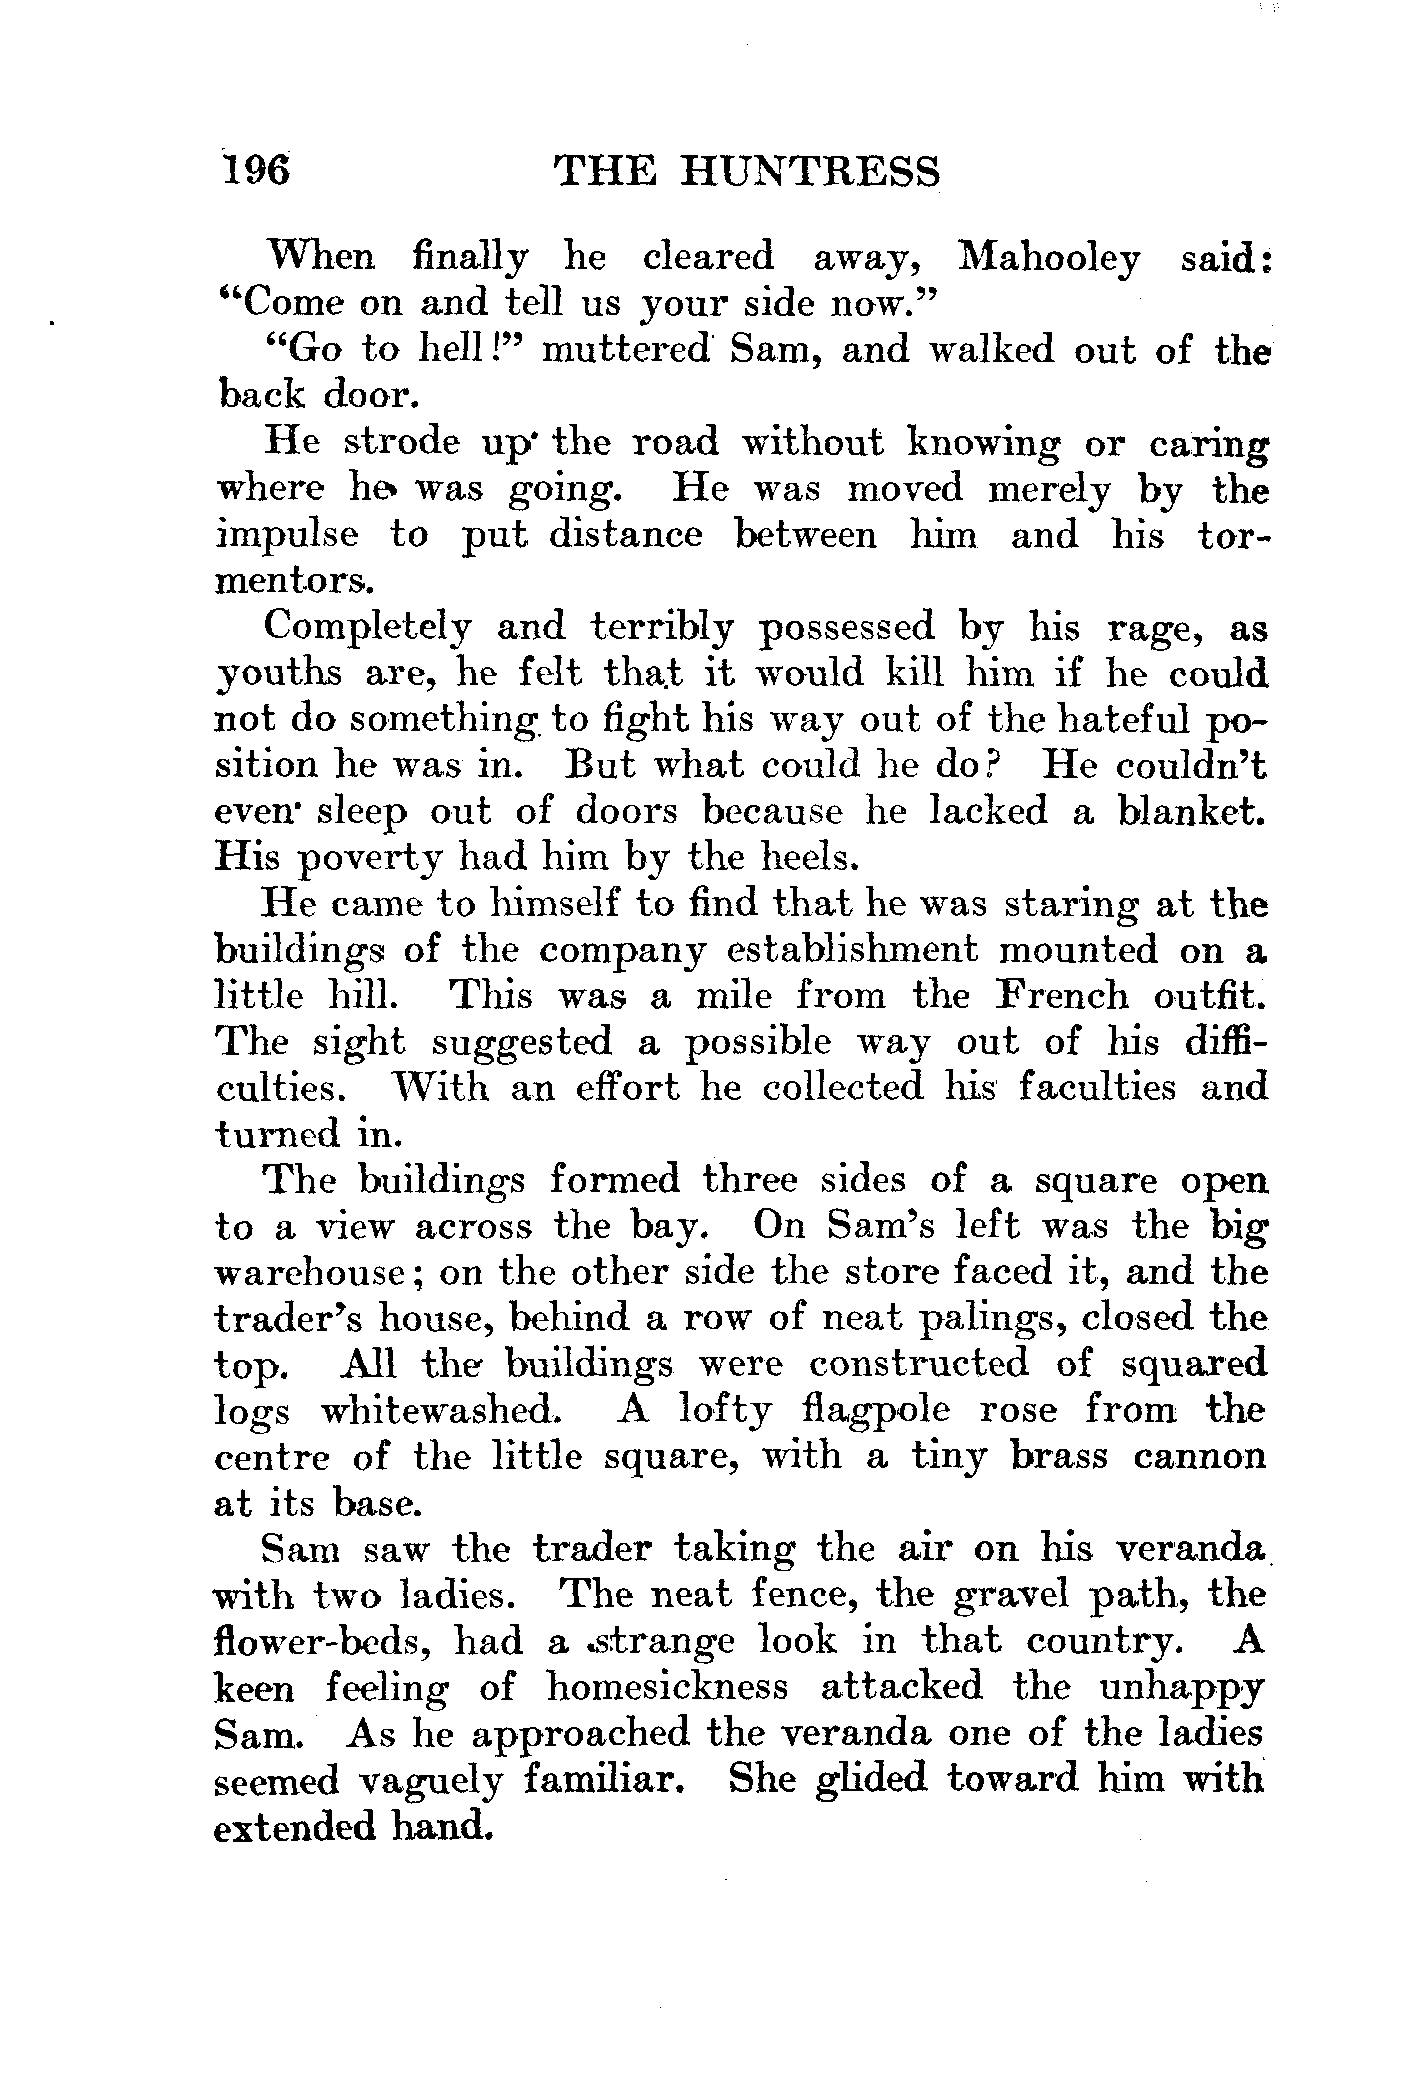 196 THE HUNTRESS
When finally he cleared away, Mahooley said:
“Come on and tell us your side now.”
“Go to hell!” muttered Sam, and walked out of the
back door.
He strode up the road without knowing or caring
where he was going. He was moved merely by the
impulse to put distance between him and his tor-
mentors.
Completely and terribly possessed by his rage, as
youths are, he felt that it would kill him if he could
not do something to fight his way out of the hateful po-
sition he was in. But what could he do? He couldn’t
even sleep out of doors because he lacked a blanket.
His poverty had him by the heels.
He came to himself to find that he was staring at the
buildings of the company establishment mounted on a
little hill. This was a mile from the French outfit.
The sight suggested a possible way out of his diffi-
culties. With an effort he collected his faculties and
turned in.
The buildings formed three sides of a square open
to a view across the bay. On Sam’s left was the big
warehouse; on the other side the store faced it, and the
trader’s house, behind a row of neat palings, closed the
top. All the buildings were constructed of squared
logs whitewashed. A lofty flagpole rose from the
centre of the little square, with a tiny brass cannon
at its base.
Sam saw the trader taking the air on his veranda
with two ladies. The neat fence, the gravel path, the
flower-beds, had a strange look in that country. A
keen feeling of homesickness attacked the unhappy
Sam. As he approached the veranda one of the ladies
seemed vaguely familiar. She glided toward him with
extended hand.